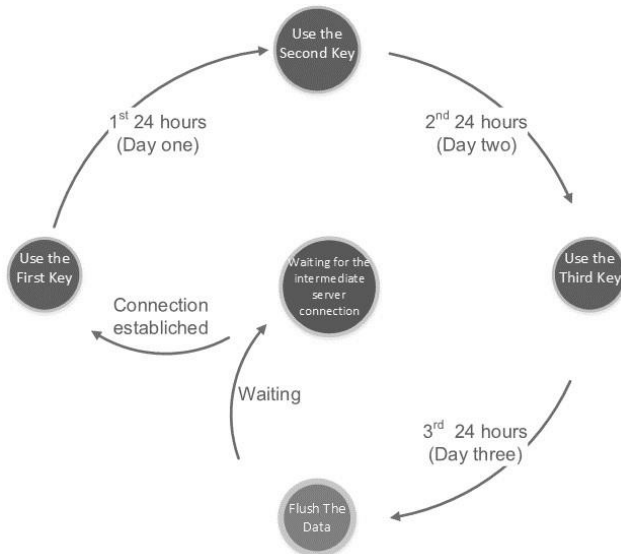 Use the
Second Key
1st 24 hours
(Day one)
2nd 24 hours
(Day two)
Use the
First Key
Waiting for the
intermediate
server
connection
Use the
Third Key
Connection
establiched
Waiting
3rd 24 hours
(Day three)
Flush The
Data